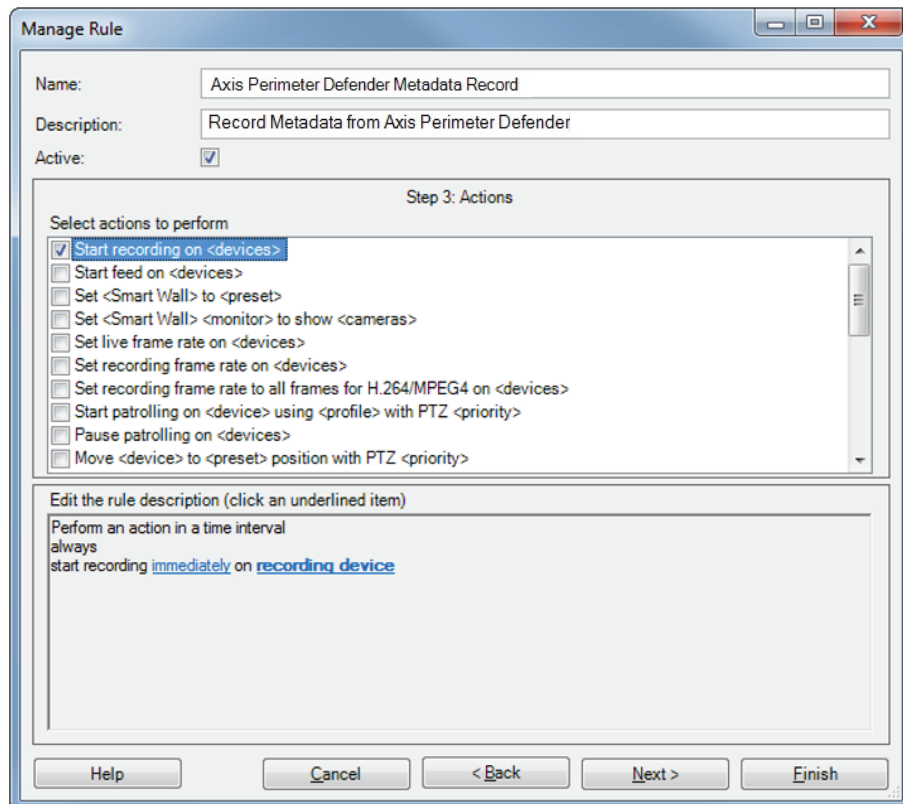 Manage Rule
Name: Axis Perimeter Defender Metadata Record
Description: Record Metadata from Axis Perimeter Defender
Active:
Step 3: Actions
Select actions to perform
Start recording on <devices>
Start feed on <devices>
Set <Smart Wall> to <preset>
Set <Smart Wall> <monitor> to show <cameras>
Set live frame rate on <devices>
Set recording frame rate on <devices>
Set recording frame rate to all frames for H.264/MPEG4 on <devices>
Start patrolling on <device> using <profile> with PTZ <priority>
Pause patrolling on <devices>
Move <device> to <preset> position with PTZ <priority>
Edit the rule description (click an underlined item)
Perform an action in a time interval
always
start recording immediately on recording device
Help Cancel < Back Next > Finish